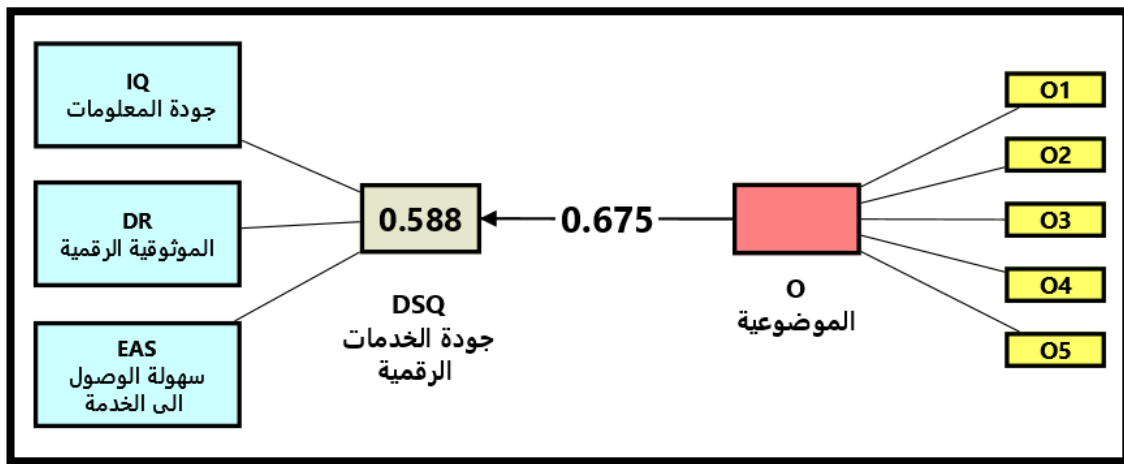 IQ
جودة المعلومات
DR
الموثوقية الرقمية
EAS
سهولة الوصول
الى الخدمة
0.588
DSQ
جودة الخدمات
الرقمية
0.675
O
الموضوعية
O1
O2
O3
O4
O5